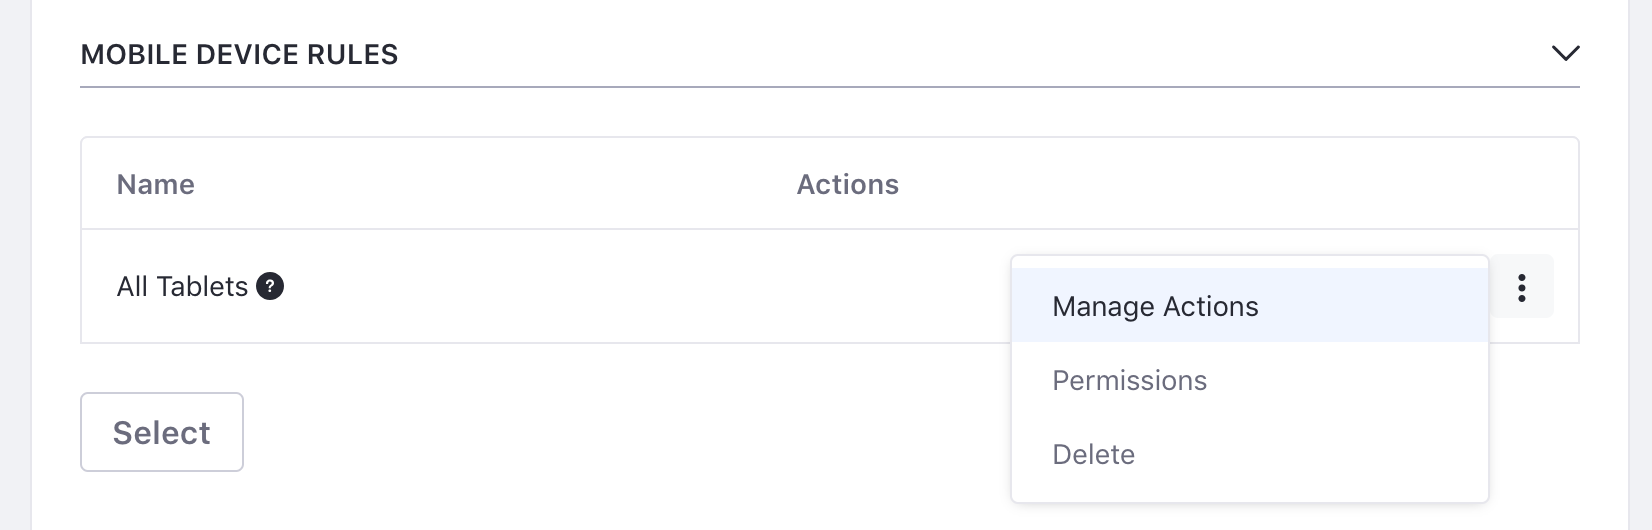 MOBILE DEVICE RULES
Name Actions
All Tablets ?
Manage Actions
Permissions
Delete
Select